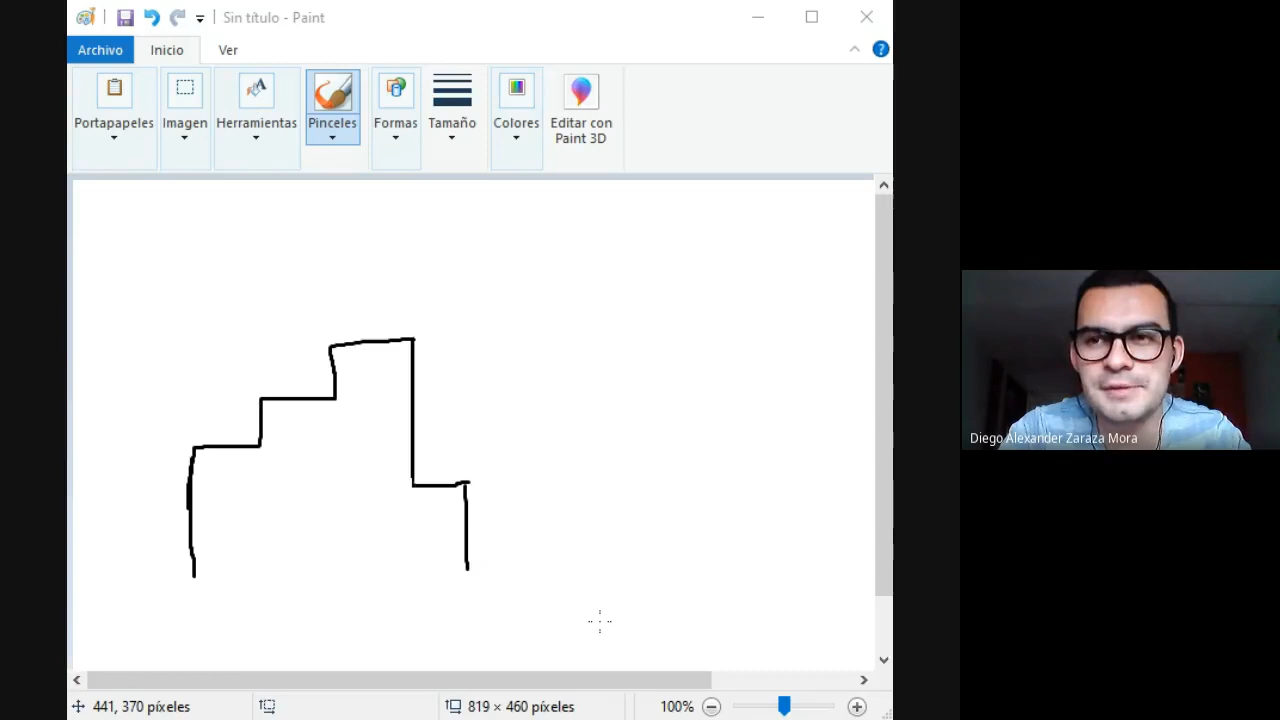 Sin título - Paint
Archivo
Inicio
Ver
Portapapeles
Imagen
Herramientas
Pinceles
Formas
Tamaño
Colores
Editar con
Paint 3D
Diego Alexander Zaraza Mora
441, 370 píxeles
819 × 460 píxeles
100%